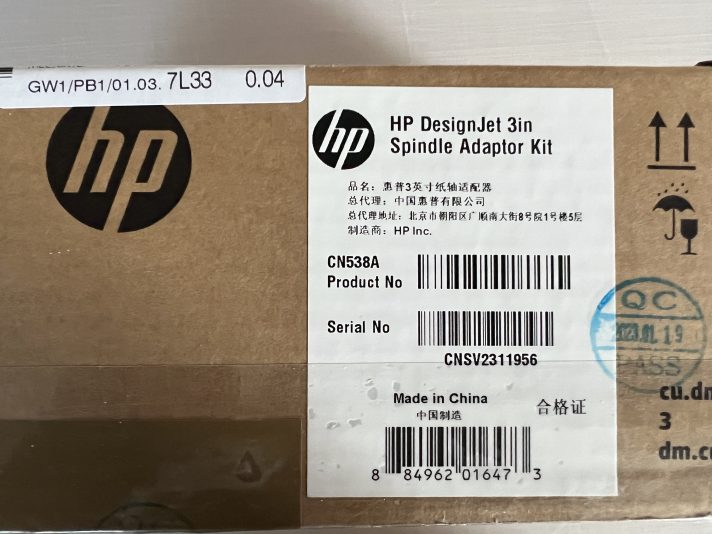 GW1/PB1/01.03. 7L33 0.04
hp
hp
HP DesignJet 3in
Spindle Adaptor Kit
品名：惠普3英寸纸轴适配器
总代理：中国惠普有限公司
总代理地址：北京市朝阳区广顺南大街8号院1号楼5层
制造商：HP Inc.
CN538A
Product No
Serial No
CNSV2311956
QC
2023.01.19
PASS
Made in China
中国制造
合格证
8 84962 01647 3
cu.dm
3
dm.cu